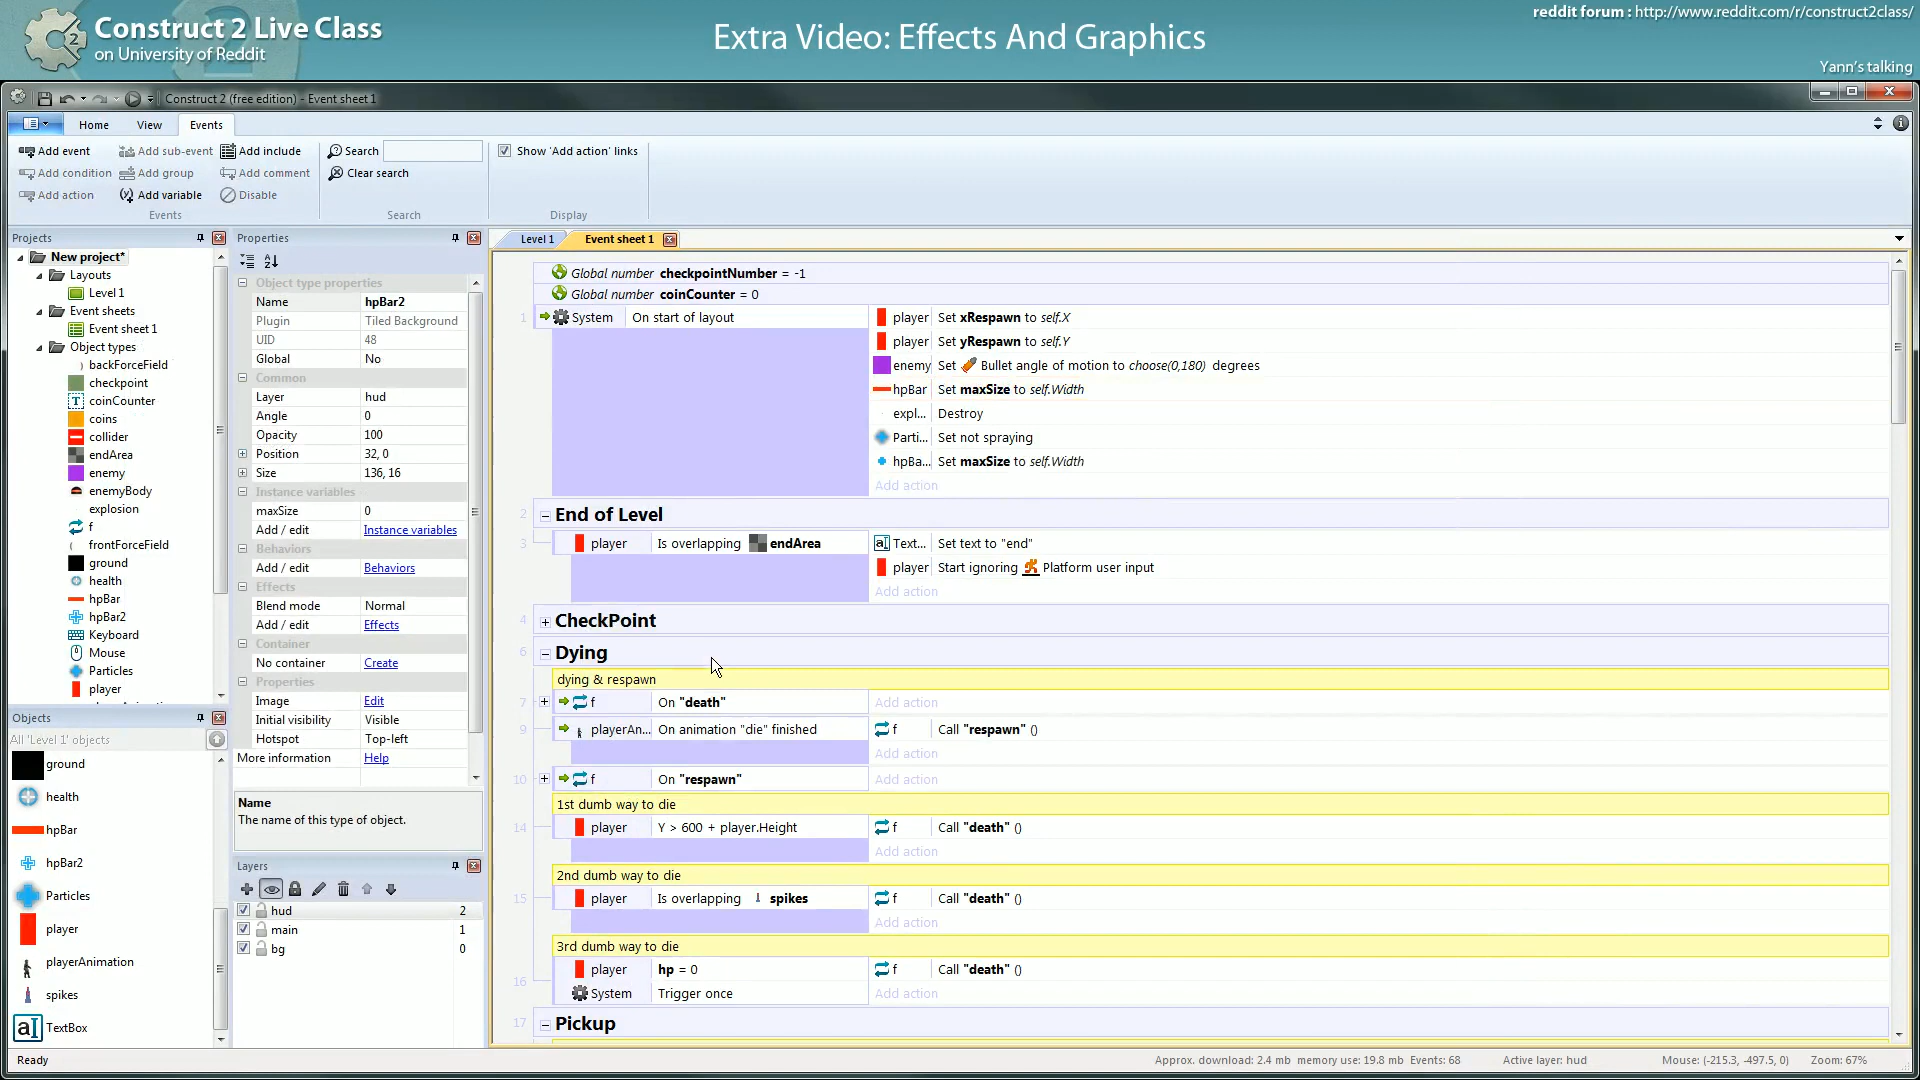 Construct 2 Live Class
on University of Reddit
Extra Video: Effects And Graphics
reddit forum : http://www.reddit.com/r/construct2class/
Yann's talking
Construct 2 (free edition) - Event sheet 1
Home View Events
Add event Add sub-event Add include
Add condition Add group Add comment
Add action Add variable Disable
Events
Search
Clear search
Search
Show 'Add action' links
Display
Projects
New project*
Layouts
Level 1
Event sheets
Event sheet 1
Object types
backForceField
checkpoint
coinCounter
coins
collider
endArea
enemy
enemyBody
explosion
f
frontForceField
ground
health
hpBar
hpBar2
Keyboard
Mouse
Particles
player
Objects
All 'Level 1' objects
ground
health
hpBar
hpBar2
Particles
player
playerAnimation
spikes
TextBox
Properties
Object type properties
Name hpBar2
Plugin Tiled Background
UID 48
Global No
Common
Layer hud
Angle 0
Opacity 100
Position 32, 0
Size 136, 16
Instance variables
maxSize 0
Add / edit Instance variables
Behaviors
Add / edit Behaviors
Effects
Blend mode Normal
Add / edit Effects
Container
No container Create
Properties
Image Edit
Initial visibility Visible
Hotspot Top-left
More information Help
Name
The name of this type of object.
Layers
hud 2
main 1
bg 0
Level 1 Event sheet 1
Global number checkpointNumber = -1
Global number coinCounter = 0
1 System On start of layout
player Set xRespawn to self.X
player Set yRespawn to self.Y
enemy Set Bullet angle of motion to choose(0,180) degrees
hpBar Set maxSize to self.Width
expl... Destroy
Parti... Set not spraying
hpBa... Set maxSize to self.Width
Add action
2 End of Level
3 player Is overlapping endArea Text... Set text to "end"
player Start ignoring Platform user input
Add action
4 CheckPoint
6 Dying
dying & respawn
7 f On "death" Add action
9 playerAn... On animation "die" finished f Call "respawn" ()
Add action
10 f On "respawn" Add action
1st dumb way to die
14 player Y > 600 + player.Height f Call "death" ()
Add action
2nd dumb way to die
15 player Is overlapping spikes f Call "death" ()
Add action
3rd dumb way to die
16 player hp = 0 f Call "death" ()
System Trigger once Add action
17 Pickup
Ready
Approx. download: 2.4 mb memory use: 19.8 mb Events: 68 Active layer: hud Mouse: (-215.3, -497.5, 0) Zoom: 67%